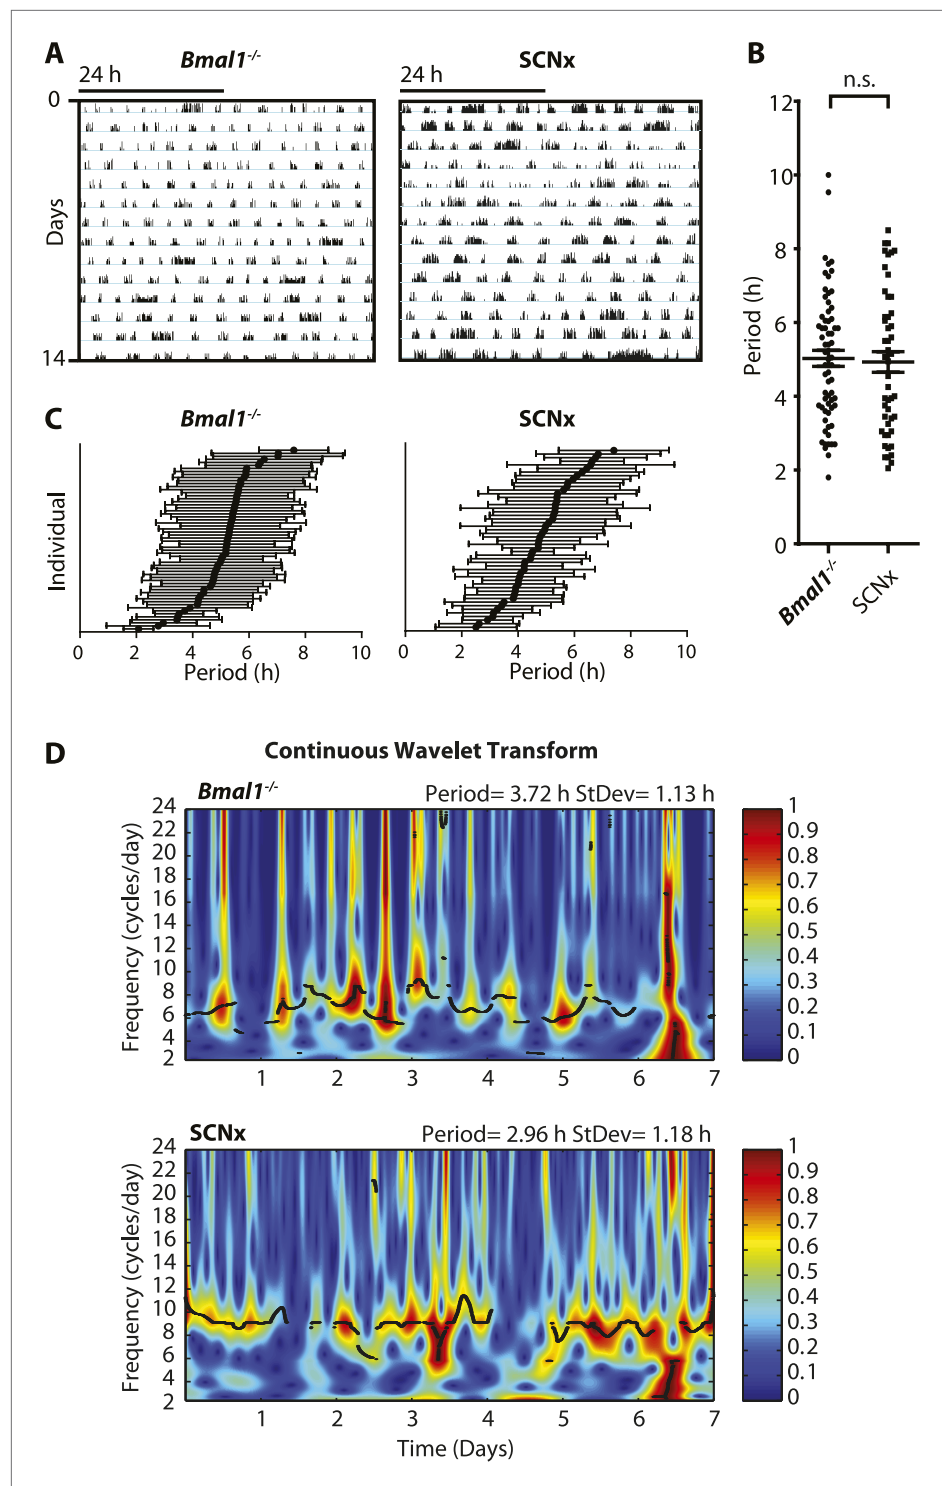 A
Bmal1-/-
SCNx
B
24 h
24 h
n.s.
0
Days
14
12
10
8
6
4
2
0
Period (h)
Bmal1-/-
SCNx
C
Bmal1-/-
SCNx
Individual
0 2 4 6 8 10
0 2 4 6 8 10
Period (h)
Period (h)
D
Continuous Wavelet Transform
Bmal1-/-
Period= 3.72 h StDev= 1.13 h
24
22
20
18
16
14
12
10
8
6
4
2
Frequency (cycles/day)
1 2 3 4 5 6 7
1
0.9
0.8
0.7
0.6
0.5
0.4
0.3
0.2
0.1
0
SCNx
Period= 2.96 h StDev= 1.18 h
24
22
20
18
16
14
12
10
8
6
4
2
Frequency (cycles/day)
1 2 3 4 5 6 7
Time (Days)
1
0.9
0.8
0.7
0.6
0.5
0.4
0.3
0.2
0.1
0